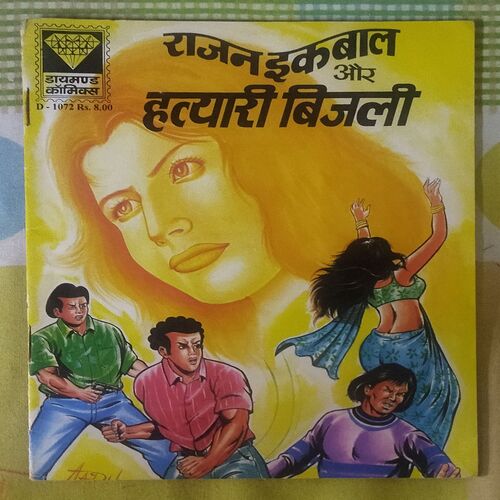 डायमण्ड
कॉमिक्स
D - 1072 Rs. 8.00
राजन इकबाल
और
हत्यारी बिजली